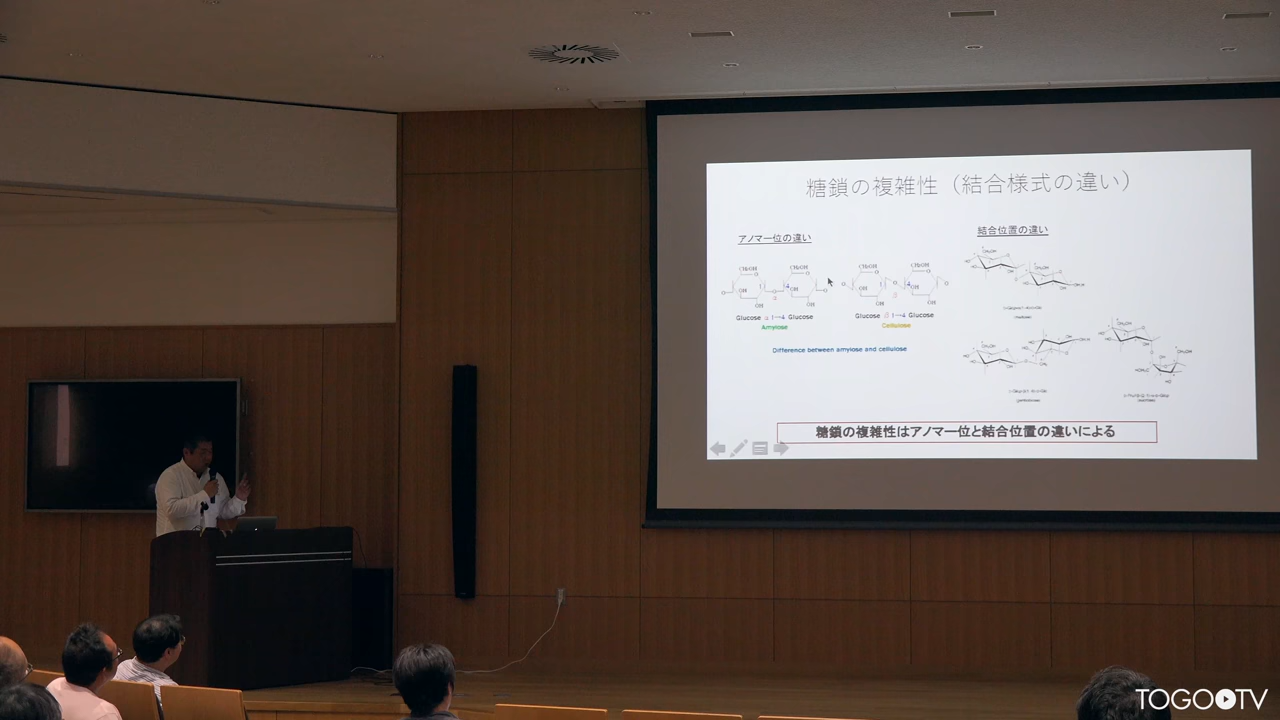 糖鎖の複雑性（結合様式の違い）
アノマー位の違い
結合位置の違い
Glucose α 1→4 Glucose
Amylose
Glucose β 1→4 Glucose
Cellulose
Difference between amylose and cellulose
糖鎖の複雑性はアノマー位と結合位置の違いによる
TOGO TV